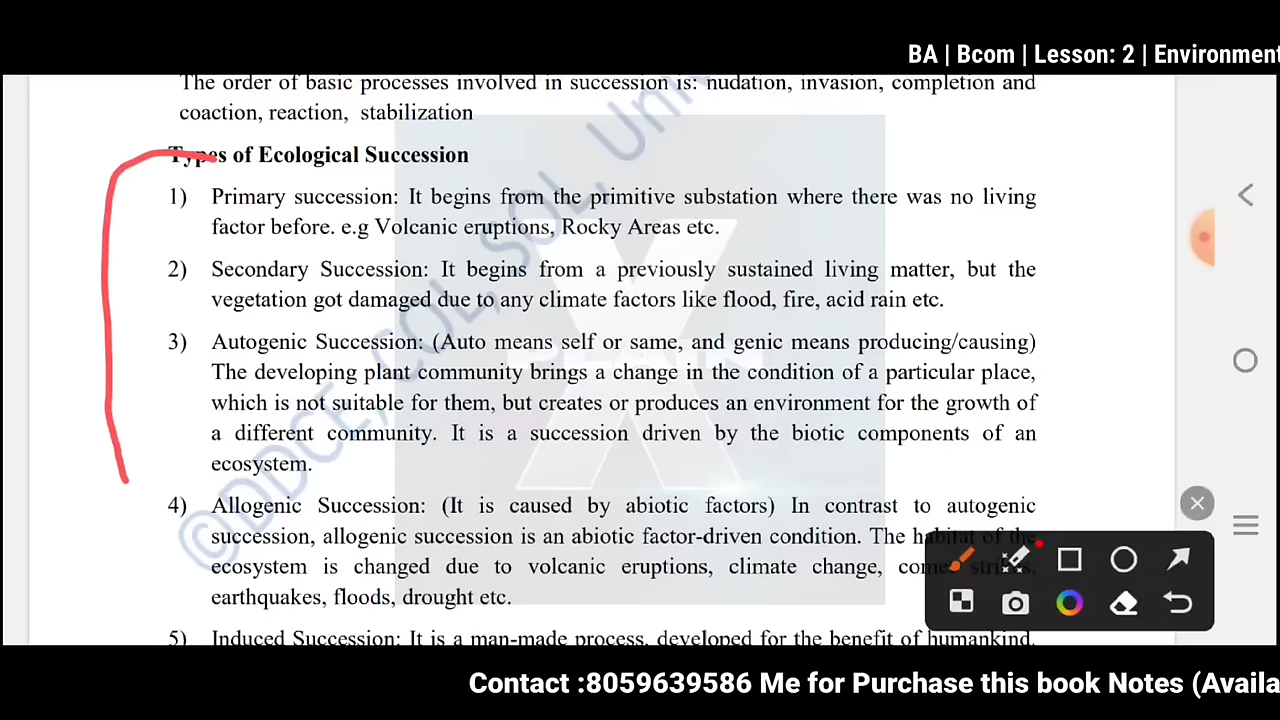 BA | Bcom | Lesson: 2 | Environment
The order of basic processes involved in succession is: nudation, invasion, completion and
coaction, reaction, stabilization
Types of Ecological Succession
1) Primary succession: It begins from the primitive substation where there was no living
factor before. e.g Volcanic eruptions, Rocky Areas etc.
2) Secondary Succession: It begins from a previously sustained living matter, but the
vegetation got damaged due to any climate factors like flood, fire, acid rain etc.
3) Autogenic Succession: (Auto means self or same, and genic means producing/causing)
The developing plant community brings a change in the condition of a particular place,
which is not suitable for them, but creates or produces an environment for the growth of
a different community. It is a succession driven by the biotic components of an
ecosystem.
4) Allogenic Succession: (It is caused by abiotic factors) In contrast to autogenic
succession, allogenic succession is an abiotic factor-driven condition. The habitat of the
ecosystem is changed due to volcanic eruptions, climate change, comet strikes,
earthquakes, floods, drought etc.
5) Induced Succession: It is a man-made process, developed for the benefit of humankind.
©DDCE, COL, SOL, Uni
Contact :8059639586 Me for Purchase this book Notes (Availa